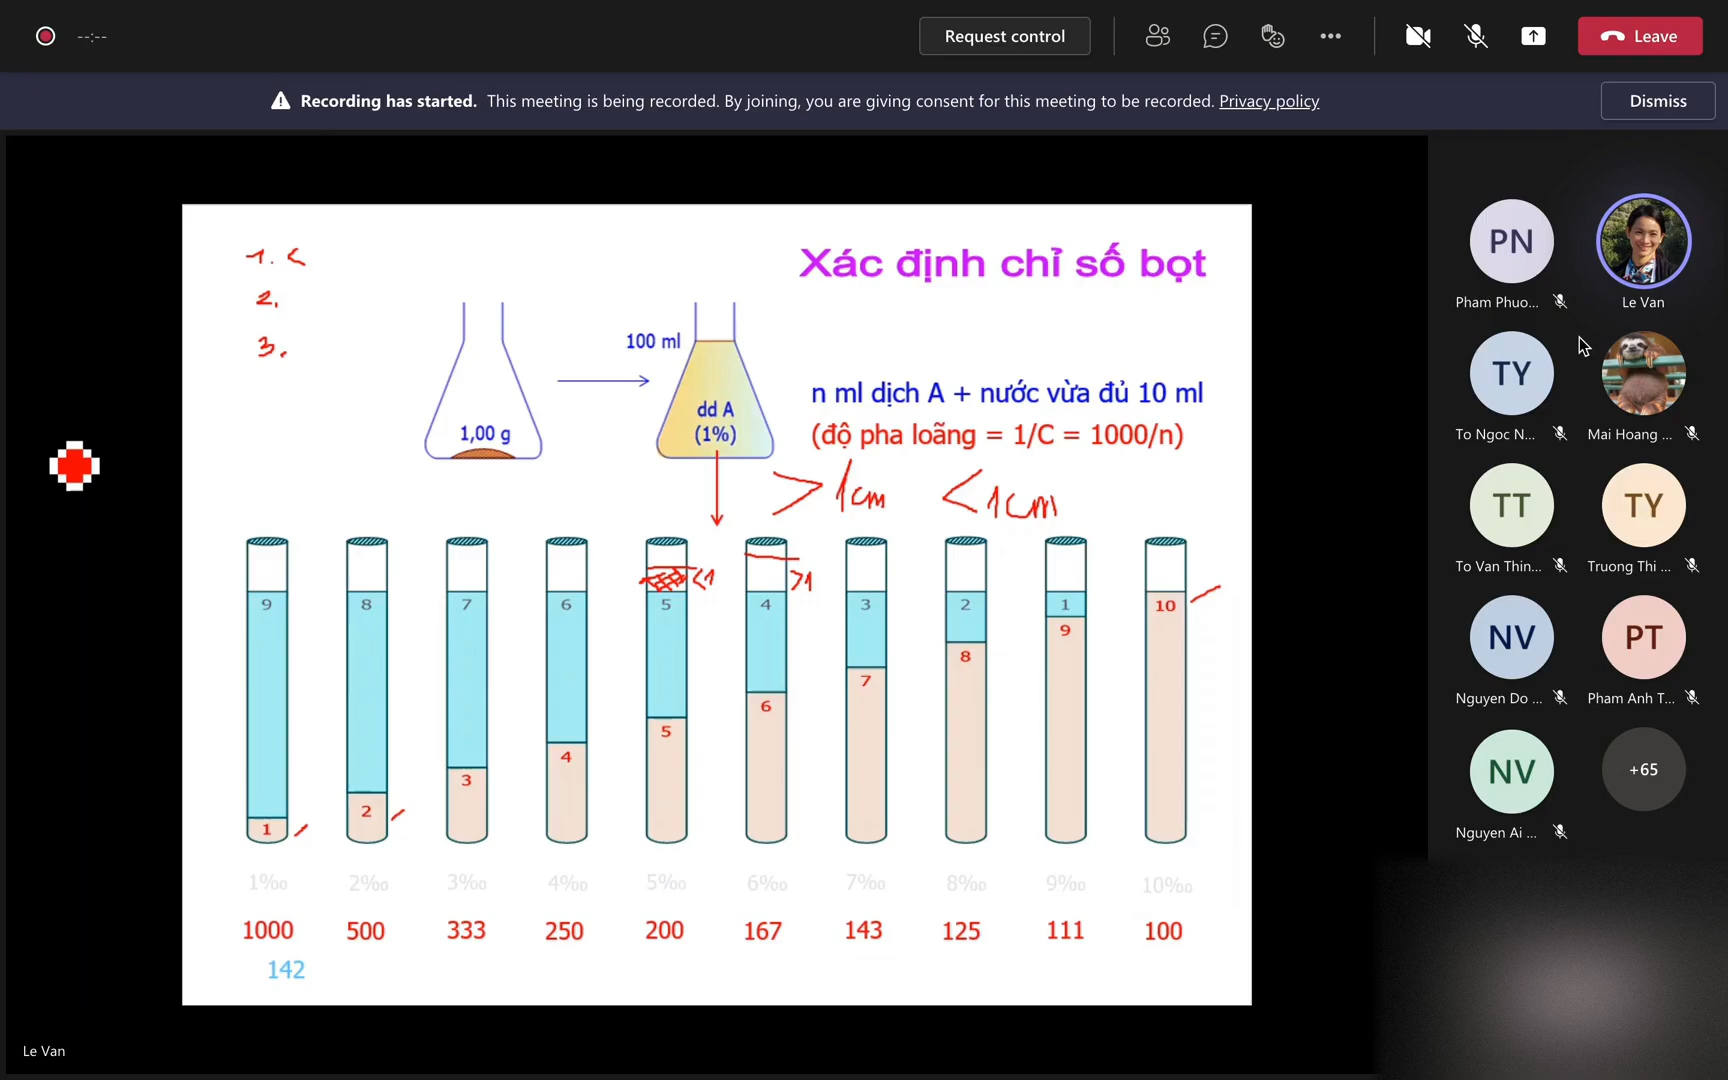 --:--
Request control
Leave
Recording has started. This meeting is being recorded. By joining, you are giving consent for this meeting to be recorded. Privacy policy
Dismiss
1. <
2.
3.
Xác định chỉ số bọt
100 ml
1,00 g
dd A
(1%)
n ml dịch A + nước vừa đủ 10 ml
(độ pha loãng = 1/C = 1000/n)
> 1cm < 1cm
<1 >1
9 8 7 6 5 4 3 2 1 10
1 2 3 4 5 6 7 8 9
1‰ 2‰ 3‰ 4‰ 5‰ 6‰ 7‰ 8‰ 9‰ 10‰
1000 500 333 250 200 167 143 125 111 100
142
Le Van
PN
Pham Phuo... Le Van
TY
To Ngoc N... Mai Hoang ...
TT TY
To Van Thin... Truong Thi ...
NV PT
Nguyen Do ... Pham Anh T...
NV +65
Nguyen Ai ...